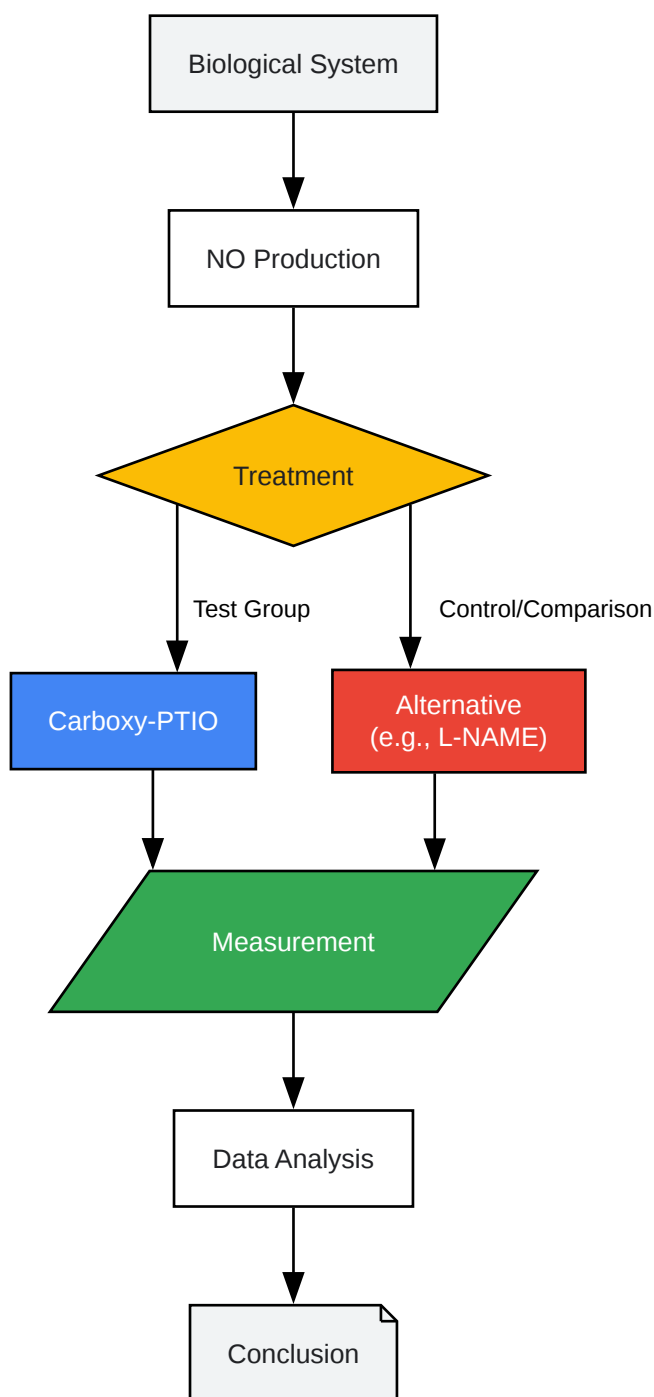 Biological System
NO Production
Treatment
Test Group
Control/Comparison
Carboxy-PTIO
Alternative
(e.g., L-NAME)
Measurement
Data Analysis
Conclusion